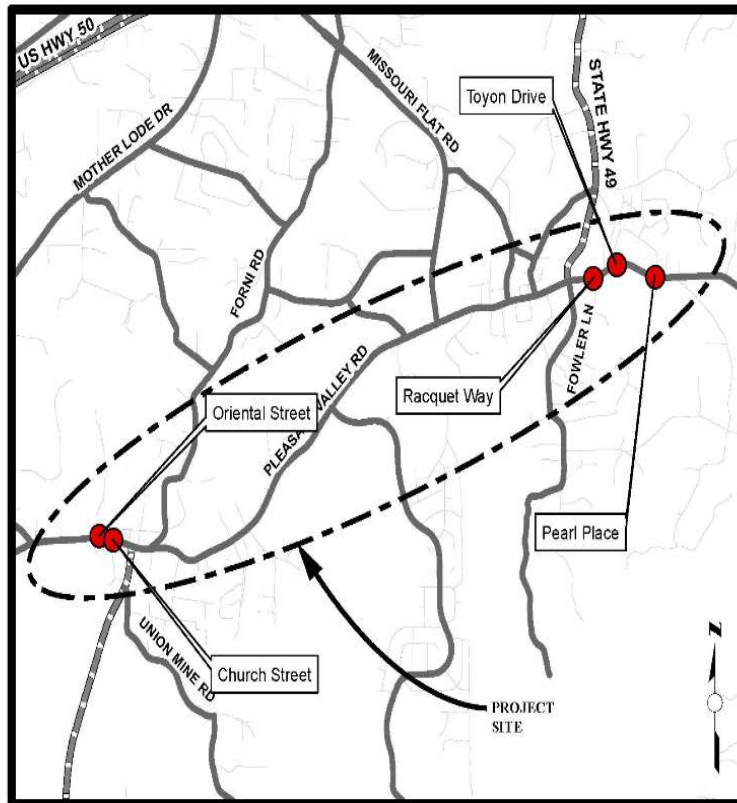 US HWY 50
MOTHER LODE DR
MISSOURI FLAT RD
Toyon Drive
STATE HWY 49
FORNI RD
Oriental Street
PLEASANT VALLEY RD
Racquet Way
FOWLER LN
Pearl Place
UNION MINE RD
Church Street
PROJECT
SITE
N